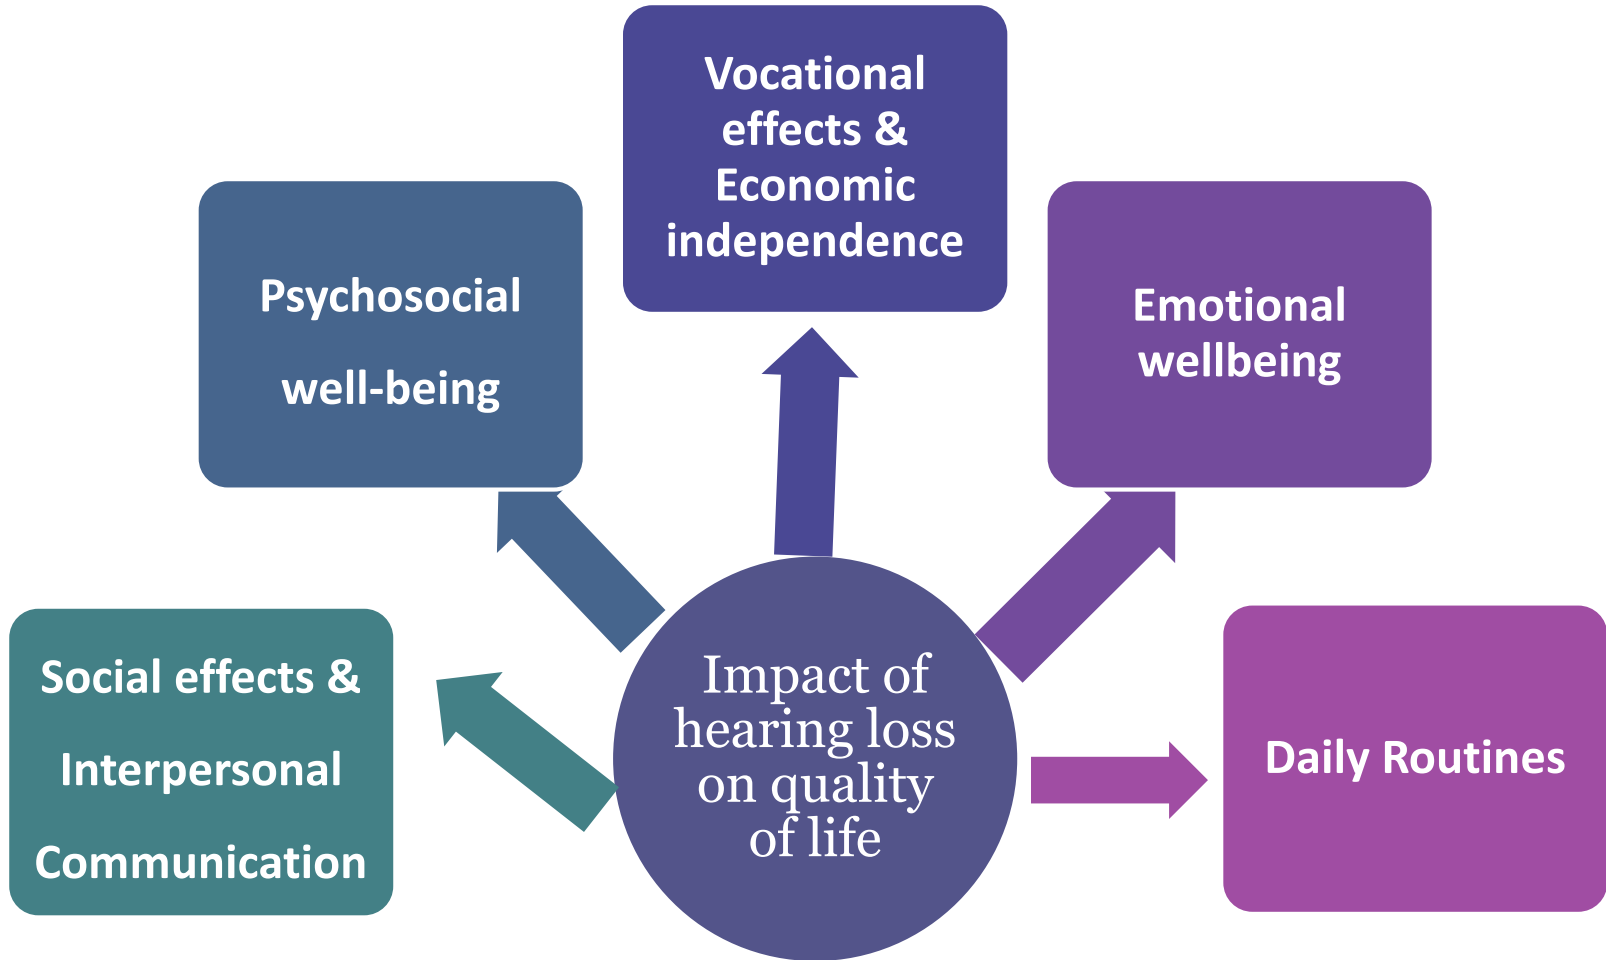 Vocational
effects &
Economic
independence
Psychosocial
well-being
Emotional
wellbeing
Social effects &
Interpersonal
Communication
Impact of
hearing loss
on quality
of life
Daily Routines